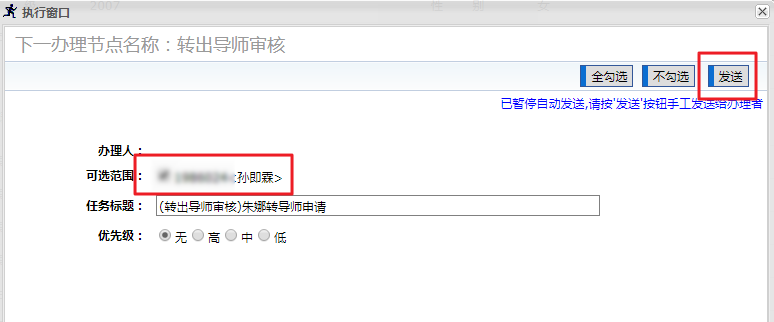 执行窗口
下一办理节点名称：转出导师审核
全勾选 不勾选 发送
已暂停自动发送,请按'发送'按钮手工发送给办理者
办理人：
可选范围： <孙即霖>
任务标题： (转出导师审核)朱娜转导师申请
优先级： 无 高 中 低